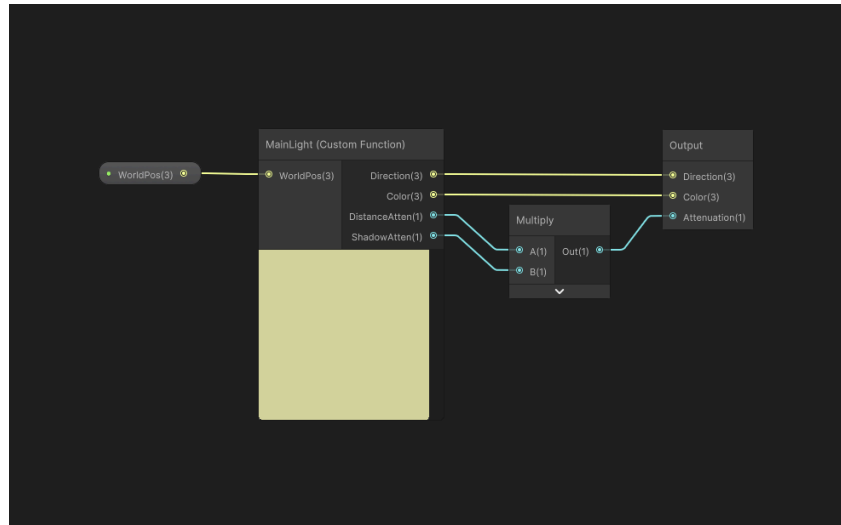 WorldPos(3)
MainLight (Custom Function)
WorldPos(3)
Direction(3)
Color(3)
DistanceAtten(1)
ShadowAtten(1)
Multiply
A(1)
Out(1)
B(1)
Output
Direction(3)
Color(3)
Attenuation(1)